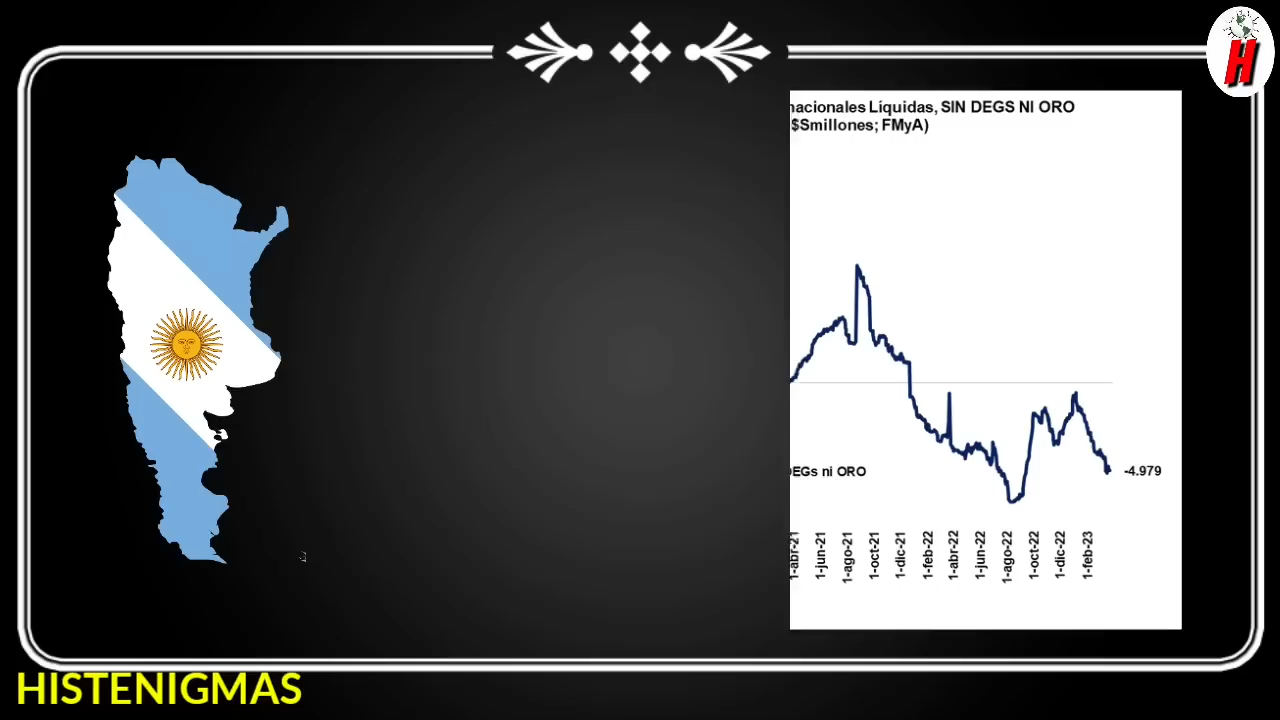 H
nacionales Líquidas, SIN DEGS NI ORO
$Smillones; FMyA)
EGs ni ORO
-4.979
1-abr-21
1-jun-21
1-ago-21
1-oct-21
1-dic-21
1-feb-22
1-abr-22
1-jun-22
1-ago-22
1-oct-22
1-dic-22
1-feb-23
HISTENIGMAS